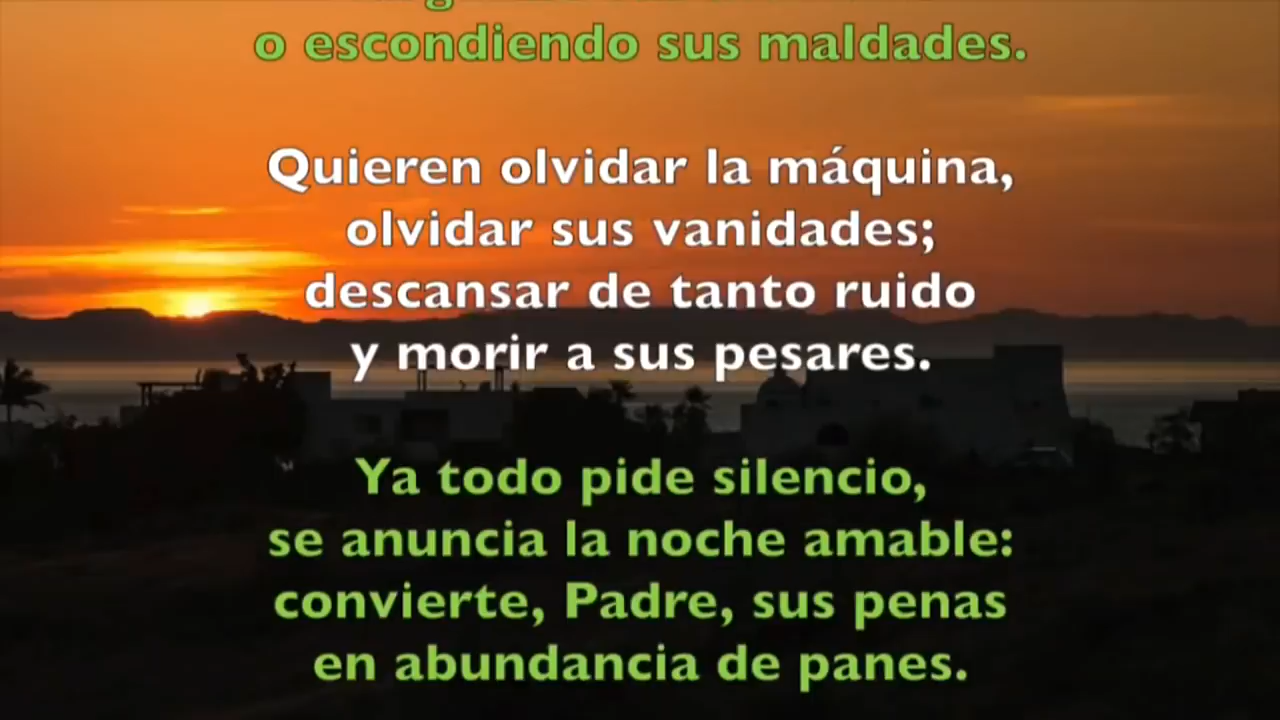 o escondiendo sus maldades.
Quieren olvidar la máquina,
olvidar sus vanidades;
descansar de tanto ruido
y morir a sus pesares.
Ya todo pide silencio,
se anuncia la noche amable:
convierte, Padre, sus penas
en abundancia de panes.